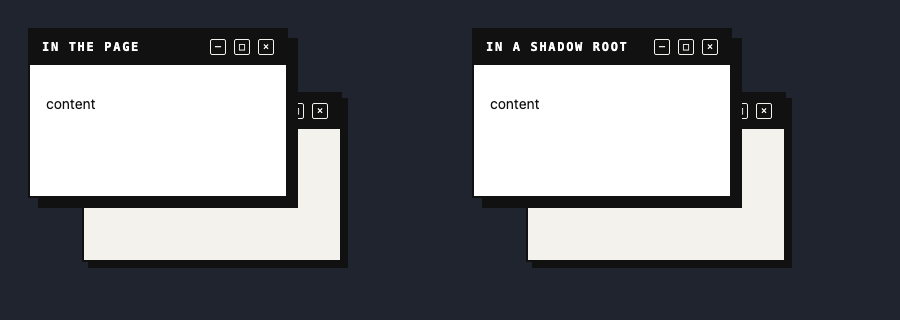 IN THE PAGE
content
IN A SHADOW ROOT
content